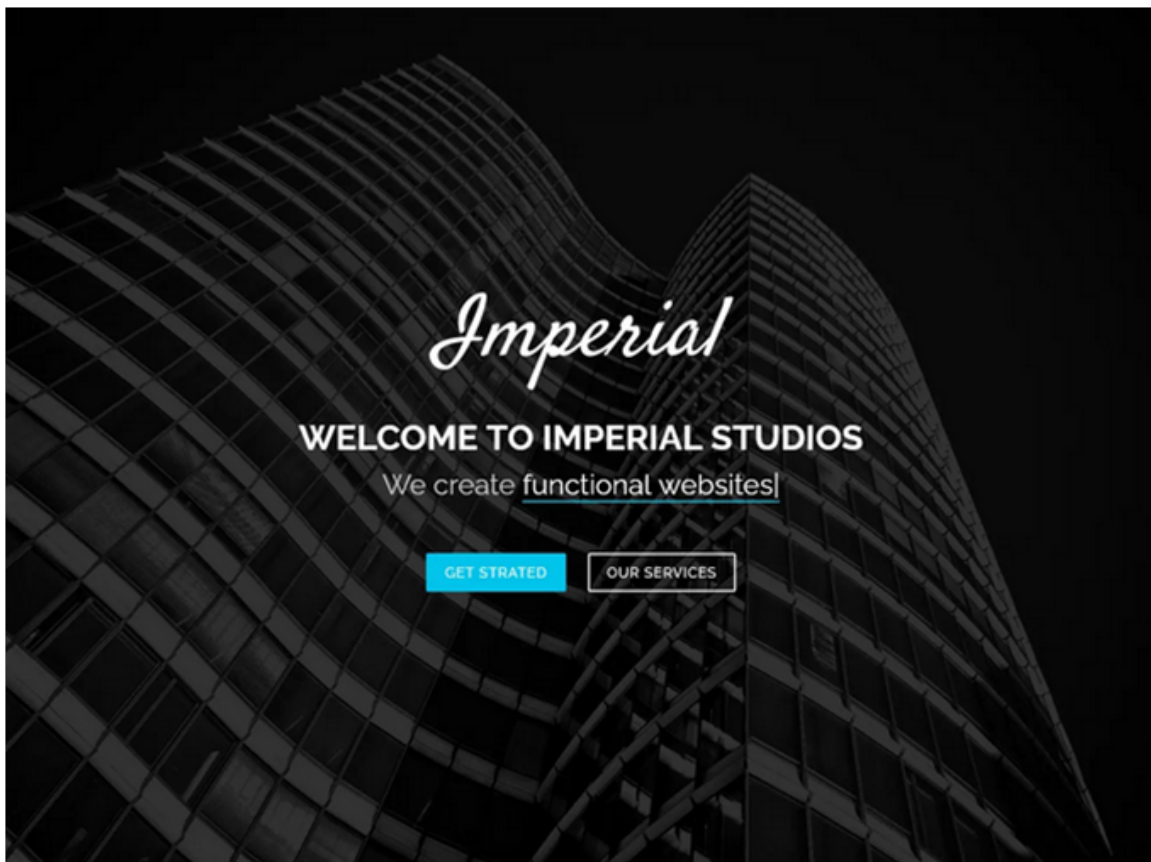 Imperial
WELCOME TO IMPERIAL STUDIOS
We create functional websites|
GET STRATED
OUR SERVICES